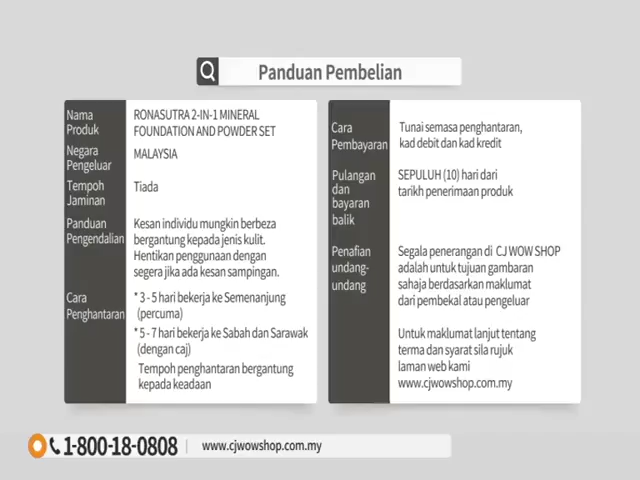 Panduan Pembelian
Nama
Produk
RONASUTRA 2-IN-1 MINERAL
FOUNDATION AND POWDER SET
Negara
Pengeluar
MALAYSIA
Tempoh
Jaminan
Tiada
Panduan
Pengendalian
Kesan individu mungkin berbeza
bergantung kepada jenis kulit.
Hentikan penggunaan dengan
segera jika ada kesan sampingan.
Cara
Penghantaran
* 3 - 5 hari bekerja ke Semenanjung
(percuma)
* 5 - 7 hari bekerja ke Sabah dan Sarawak
(dengan caj)
Tempoh penghantaran bergantung
kepada keadaan
Cara
Pembayaran
Tunai semasa penghantaran,
kad debit dan kad kredit
Pulangan
dan
bayaran
balik
SEPULUH (10) hari dari
tarikh penerimaan produk
Penafian
undang-
undang
Segala penerangan di CJ WOW SHOP
adalah untuk tujuan gambaran
sahaja berdasarkan maklumat
dari pembekal atau pengeluar
Untuk maklumat lanjut tentang
terma dan syarat sila rujuk
laman web kami
www.cjwowshop.com.my
1-800-18-0808
www.cjwowshop.com.my